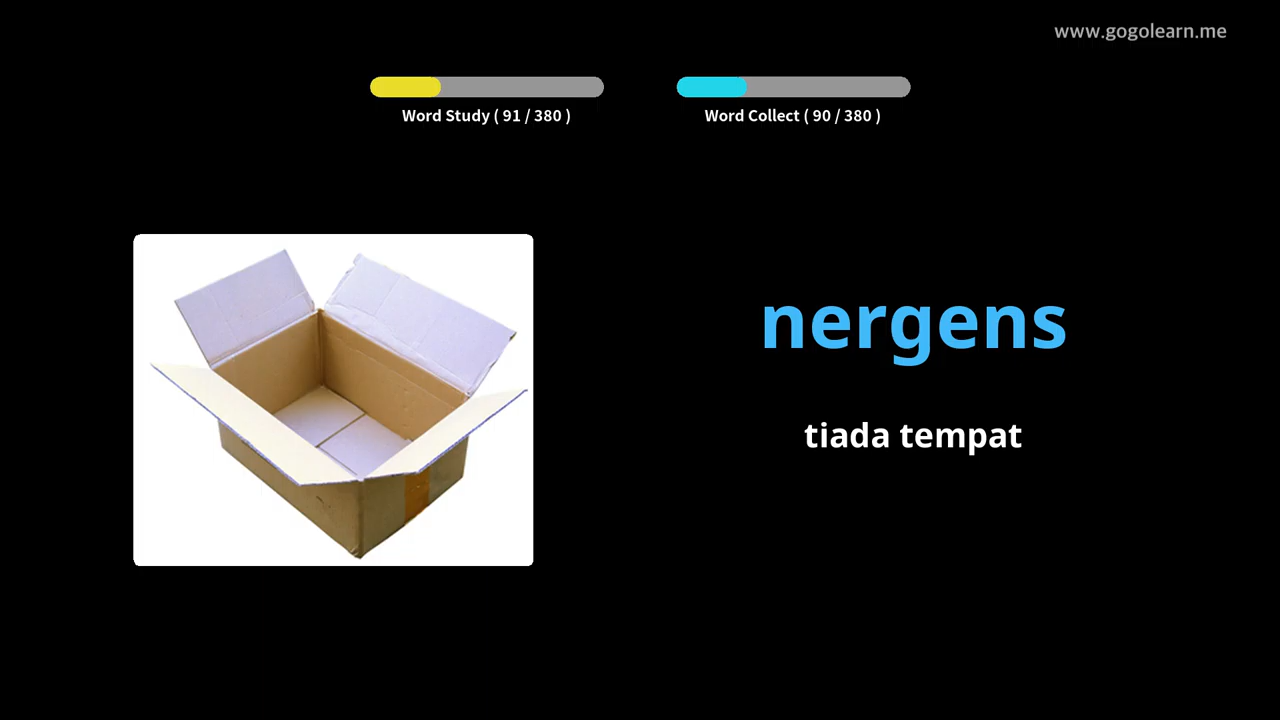 www.gogolearn.me
Word Study ( 91 / 380 )
Word Collect ( 90 / 380 )
nergens
tiada tempat